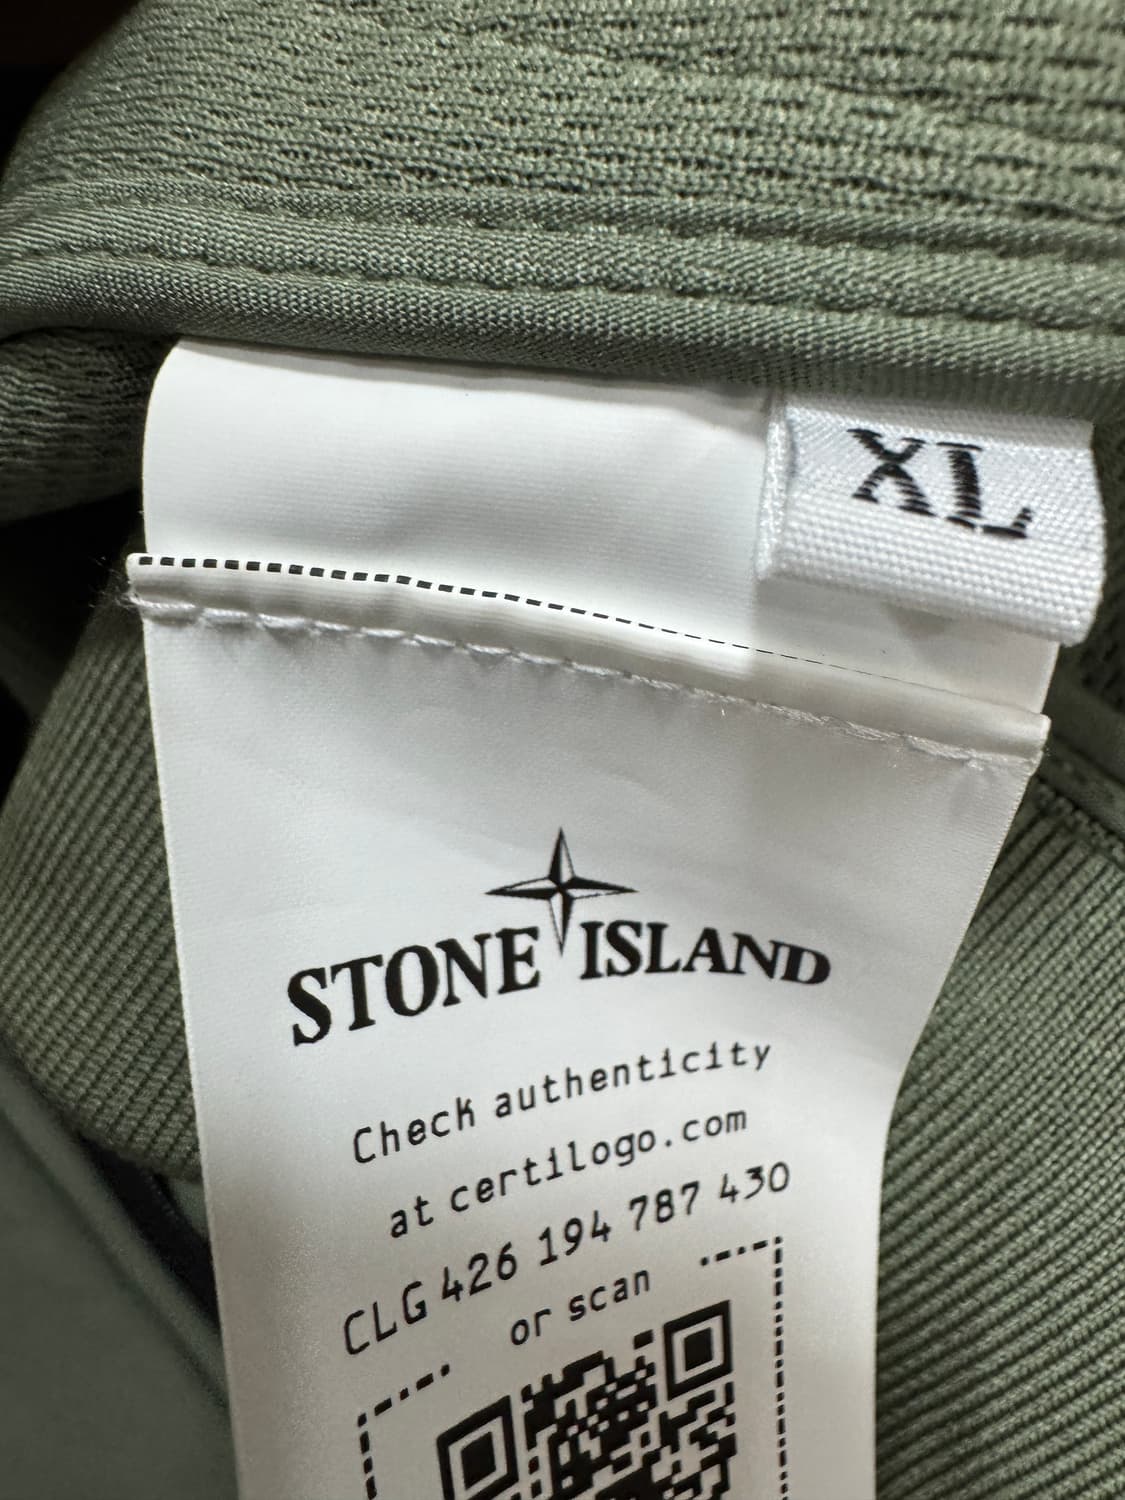 XL
STONE ISLAND
Check authenticity
at certilogo.com
CLG 426 194 787 430
or scan